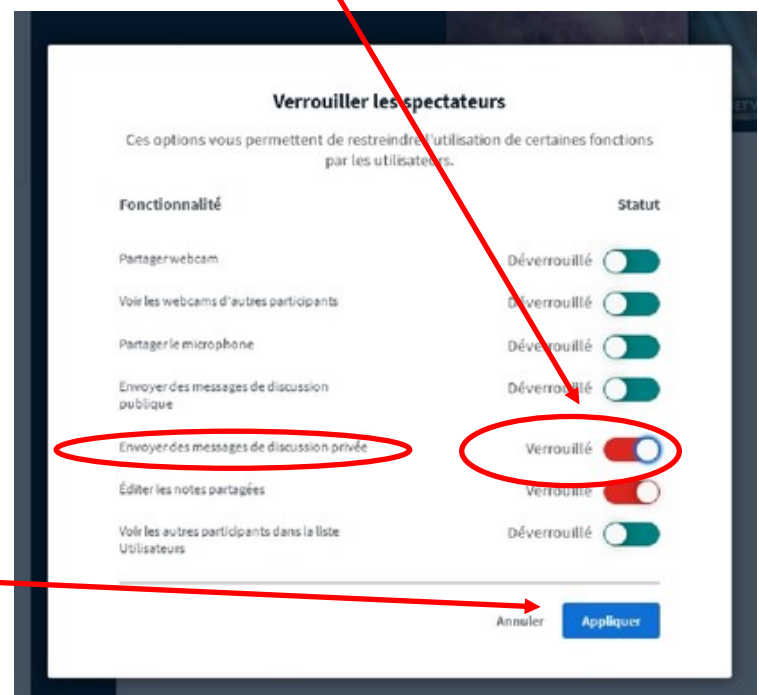 Verrouiller les spectateurs
Ces options vous permettent de restreindre l'utilisation de certaines fonctions
par les utilisateurs.
Fonctionnalité Statut
Partager webcam Déverrouillé
Voir les webcams d'autres participants Déverrouillé
Partager le microphone Déverrouillé
Envoyer des messages de discussion
publique Déverrouillé
Envoyer des messages de discussion privée Verrouillé
Éditer les notes partagées Verrouillé
Voir les autres participants dans la liste
Utilisateurs Déverrouillé
Annuler Appliquer